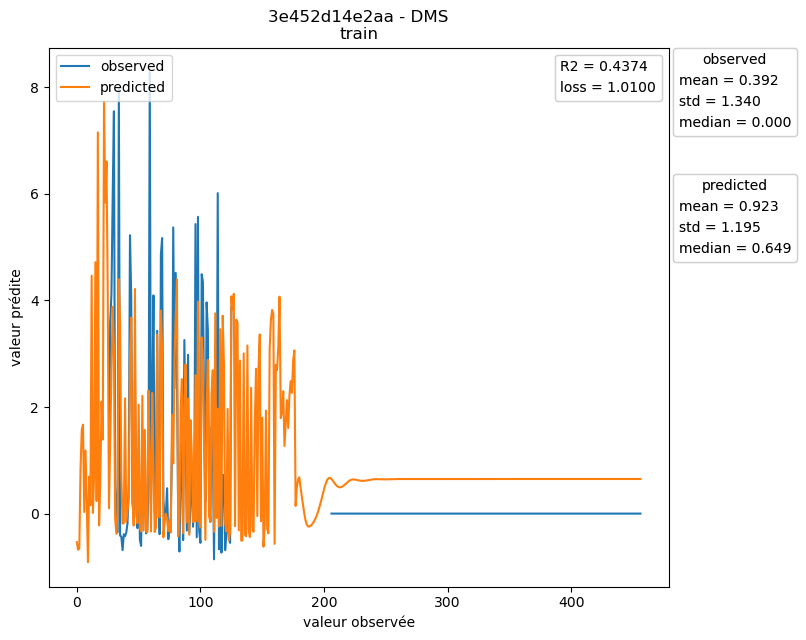 3e452d14e2aa - DMS
train
observed
predicted
R2 = 0.4374
loss = 1.0100
observed
mean = 0.392
std = 1.340
median = 0.000
predicted
mean = 0.923
std = 1.195
median = 0.649
valeur prédite
8
6
4
2
0
0
100
200
300
400
valeur observée